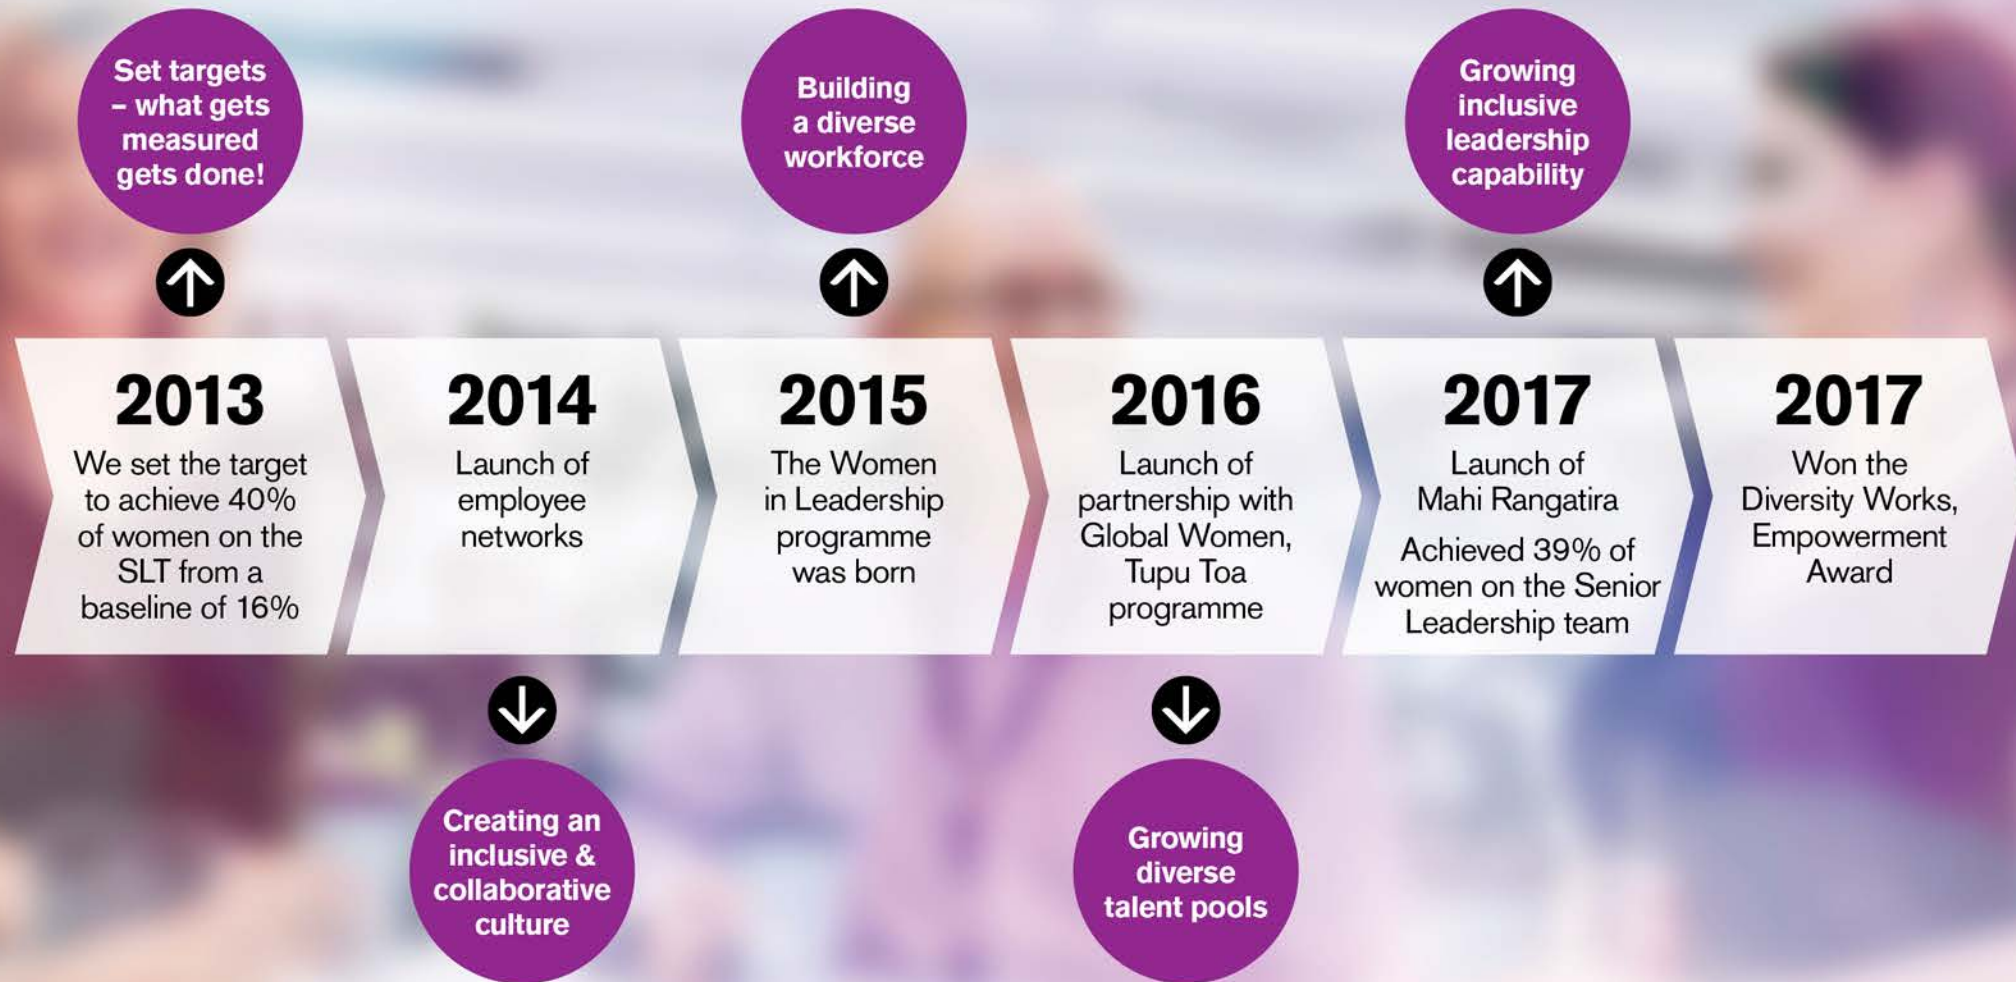 Set targets
– what gets
measured
gets done!
Building
a diverse
workforce
Growing
inclusive
leadership
capability
2013
We set the target
to achieve 40%
of women on the
SLT from a
baseline of 16%
2014
Launch of
employee
networks
2015
The Women
in Leadership
programme
was born
2016
Launch of
partnership with
Global Women,
Tupu Toa
programme
2017
Launch of
Mahi Rangatira
Achieved 39% of
women on the Senior
Leadership team
2017
Won the
Diversity Works,
Empowerment
Award
Creating an
inclusive &
collaborative
culture
Growing
diverse
talent pools